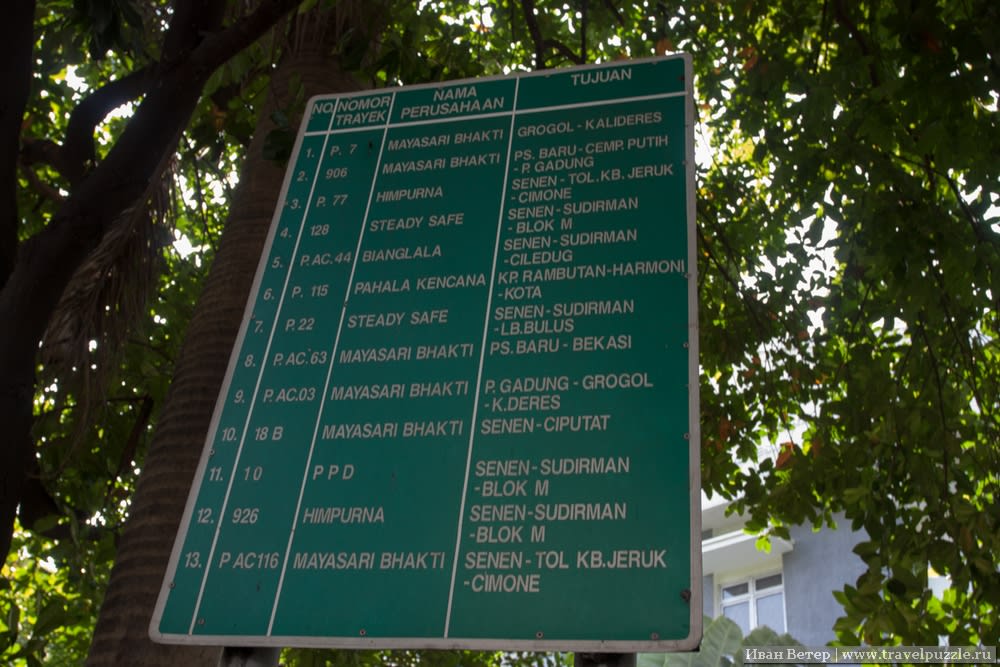 NO NOMOR TRAYEK NAMA PERUSAHAAN TUJUAN
1. P. 7 MAYASARI BHAKTI GROGOL - KALIDERES
2. 906 MAYASARI BHAKTI PS. BARU - CEMP. PUTIH
- P. GADUNG
3. P. 77 HIMPURNA SENEN - TOL. KB. JERUK
- CIMONE
4. 128 STEADY SAFE SENEN - SUDIRMAN
- BLOK M
5. P.AC.44 BIANGLALA SENEN - SUDIRMAN
- CILEDUG
6. P. 115 PAHALA KENCANA KP. RAMBUTAN - HARMONI
- KOTA
7. P. 22 STEADY SAFE SENEN - SUDIRMAN
- LB.BULUS
8. P.AC.63 MAYASARI BHAKTI PS. BARU - BEKASI
9. P.AC.03 MAYASARI BHAKTI P. GADUNG - GROGOL
- K.DERES
10. 18 B MAYASARI BHAKTI SENEN - CIPUTAT
11. 10 PPD SENEN - SUDIRMAN
- BLOK M
12. 926 HIMPURNA SENEN - SUDIRMAN
- BLOK M
13. P AC116 MAYASARI BHAKTI SENEN - TOL KB.JERUK
- CIMONE
Иван Ветер | www.travelpuzzle.ru